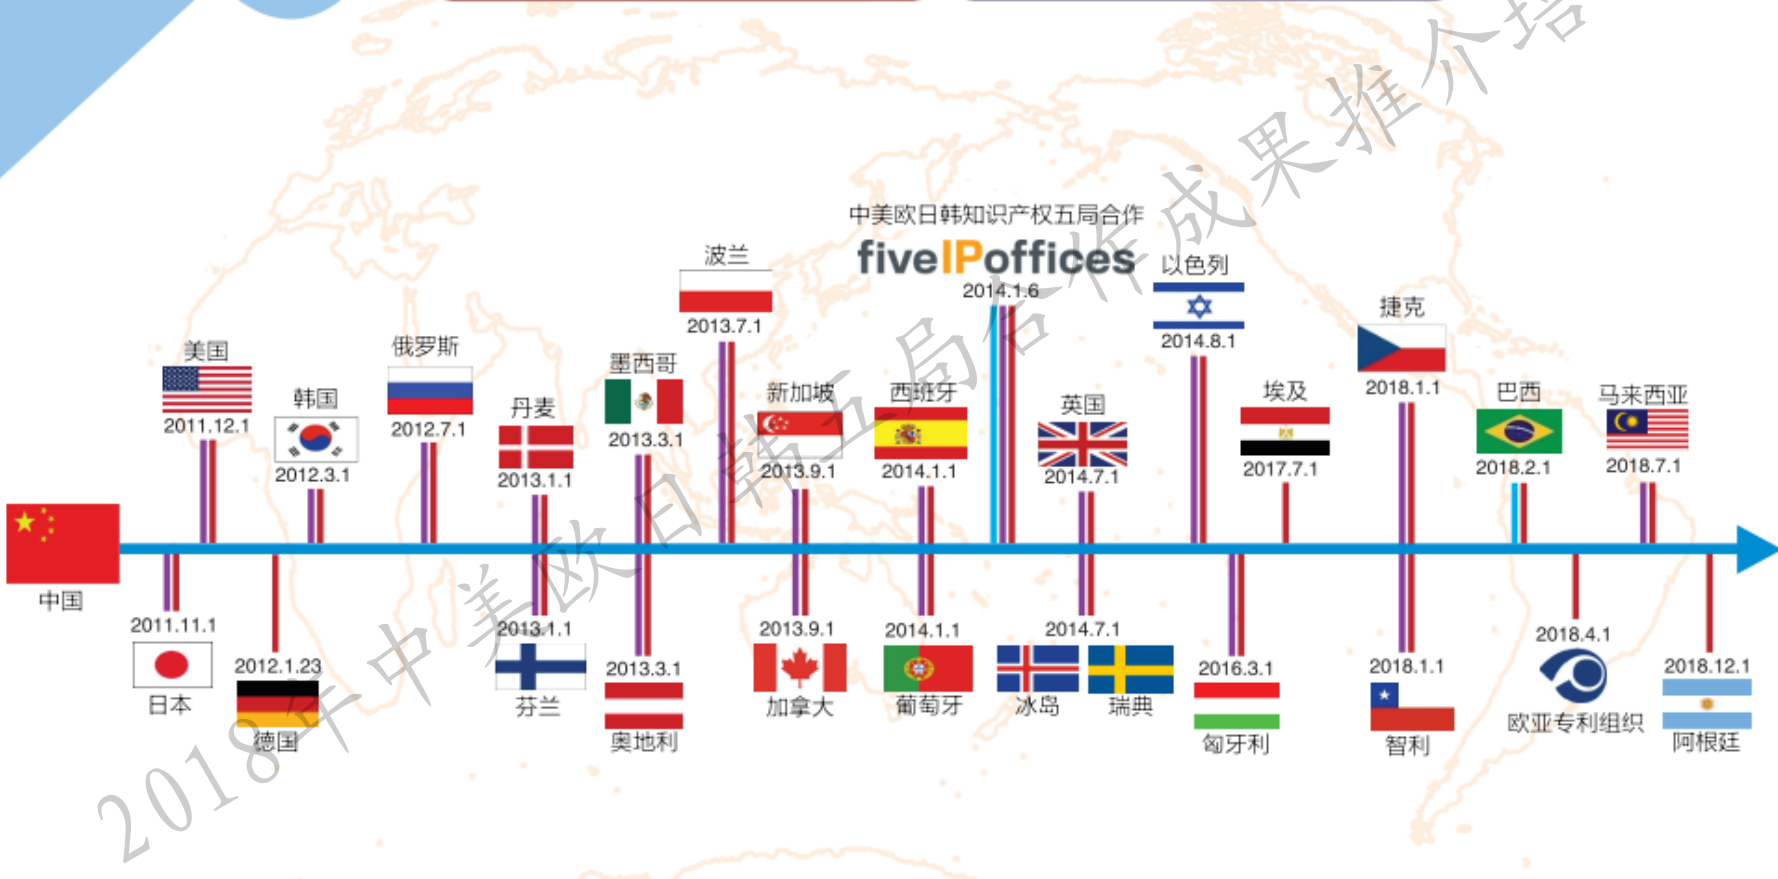 中美欧日韩知识产权五局合作
fiveIPoffices
2014.1.6
波兰
2013.7.1
以色列
2014.8.1
捷克
2018.1.1
美国
2011.12.1
韩国
2012.3.1
俄罗斯
2012.7.1
丹麦
2013.1.1
墨西哥
2013.3.1
新加坡
2013.9.1
西班牙
2014.1.1
英国
2014.7.1
埃及
2017.7.1
巴西
2018.2.1
马来西亚
2018.7.1
中国
2011.11.1
日本
2012.1.23
德国
2013.1.1
芬兰
2013.3.1
奥地利
2013.9.1
加拿大
2014.1.1
葡萄牙
2014.7.1
冰岛
瑞典
2016.3.1
匈牙利
2018.1.1
智利
2018.4.1
欧亚专利组织
2018.12.1
阿根廷
2018年中美欧日韩五局合作成果推介培